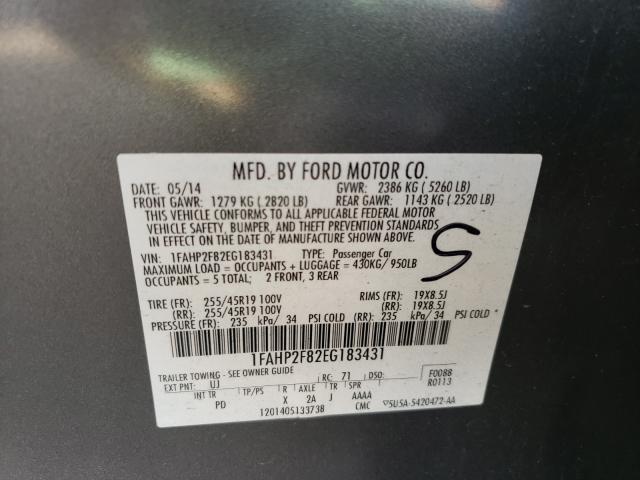 MFD. BY FORD MOTOR CO.
DATE: 05/14 GVWR: 2386 KG ( 5260 LB)
FRONT GAWR: 1279 KG ( 2820 LB) REAR GAWR: 1143 KG ( 2520 LB)
THIS VEHICLE CONFORMS TO ALL APPLICABLE FEDERAL MOTOR
VEHICLE SAFETY, BUMPER, AND THEFT PREVENTION STANDARDS
IN EFFECT ON THE DATE OF MANUFACTURE SHOWN ABOVE.
VIN: 1FAHP2F82EG183431 TYPE: Passenger Car
MAXIMUM LOAD = OCCUPANTS + LUGGAGE = 430KG/ 950LB
OCCUPANTS = 5 TOTAL; 2 FRONT, 3 REAR
5
TIRE (FR): 255/45R19 100V RIMS (FR): 19X8.5J
(RR): 255/45R19 100V (RR): 19X8.5J
PRESSURE (FR): 235 kPa/ 34 PSI COLD (RR): 235 kPa/ 34 PSI COLD
1FAHP2F82EG183431
TRAILER TOWING - SEE OWNER GUIDE
EXT PNT: UJ RC: 71 DSO: F0088
R0113
INT TR TP/PS R A TR SPR
PD X 2A J AAAA
1201405133738 CMC 5U5A-5420472-AA